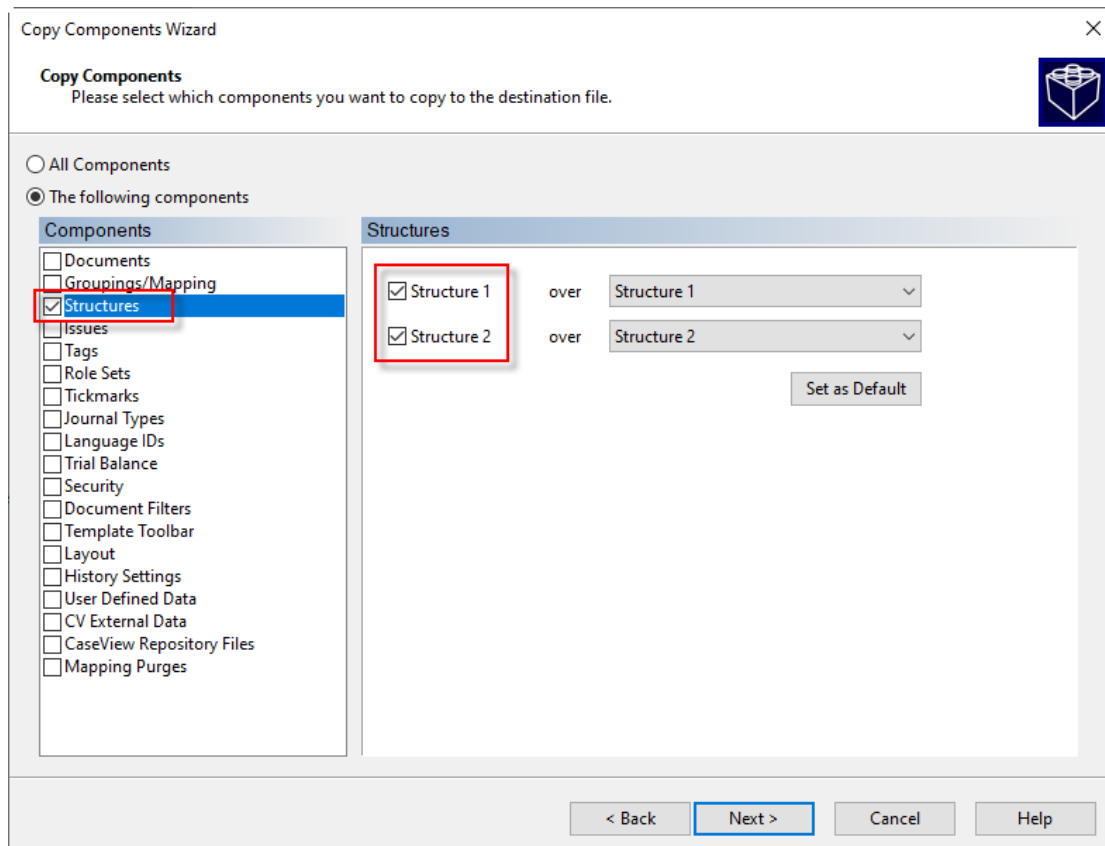 Copy Components Wizard
Copy Components
Please select which components you want to copy to the destination file.
All Components
The following components
Components
Documents
Groupings/Mapping
Structures
Issues
Tags
Role Sets
Tickmarks
Journal Types
Language IDs
Trial Balance
Security
Document Filters
Template Toolbar
Layout
History Settings
User Defined Data
CV External Data
CaseView Repository Files
Mapping Purges
Structures
Structure 1 over Structure 1
Structure 2 over Structure 2
Set as Default
< Back Next > Cancel Help